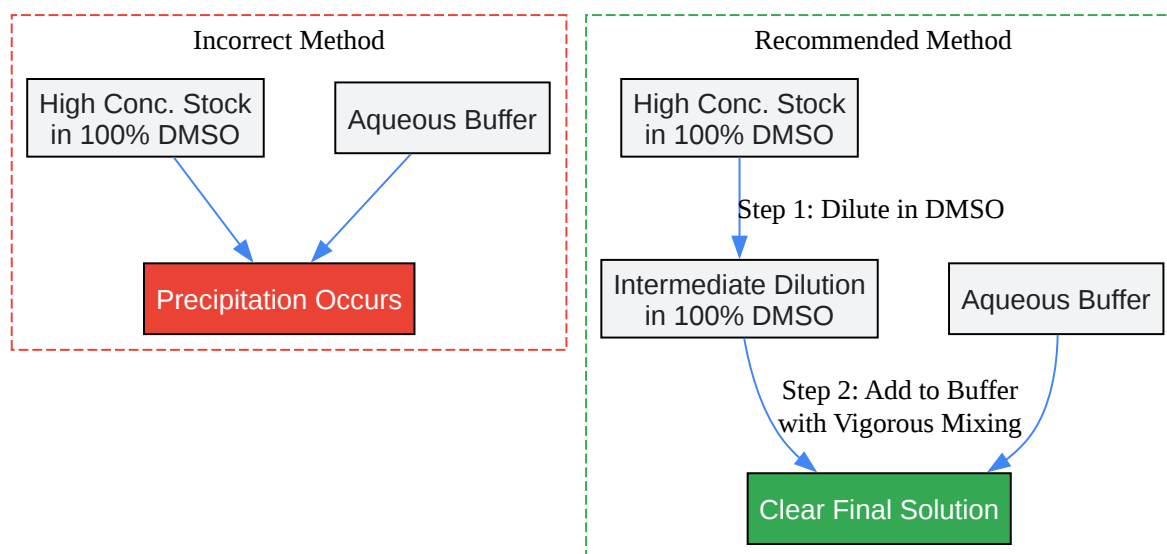 Incorrect Method
High Conc. Stock
in 100% DMSO
Aqueous Buffer
Precipitation Occurs
Recommended Method
High Conc. Stock
in 100% DMSO
Step 1: Dilute in DMSO
Intermediate Dilution
in 100% DMSO
Aqueous Buffer
Step 2: Add to Buffer
with Vigorous Mixing
Clear Final Solution